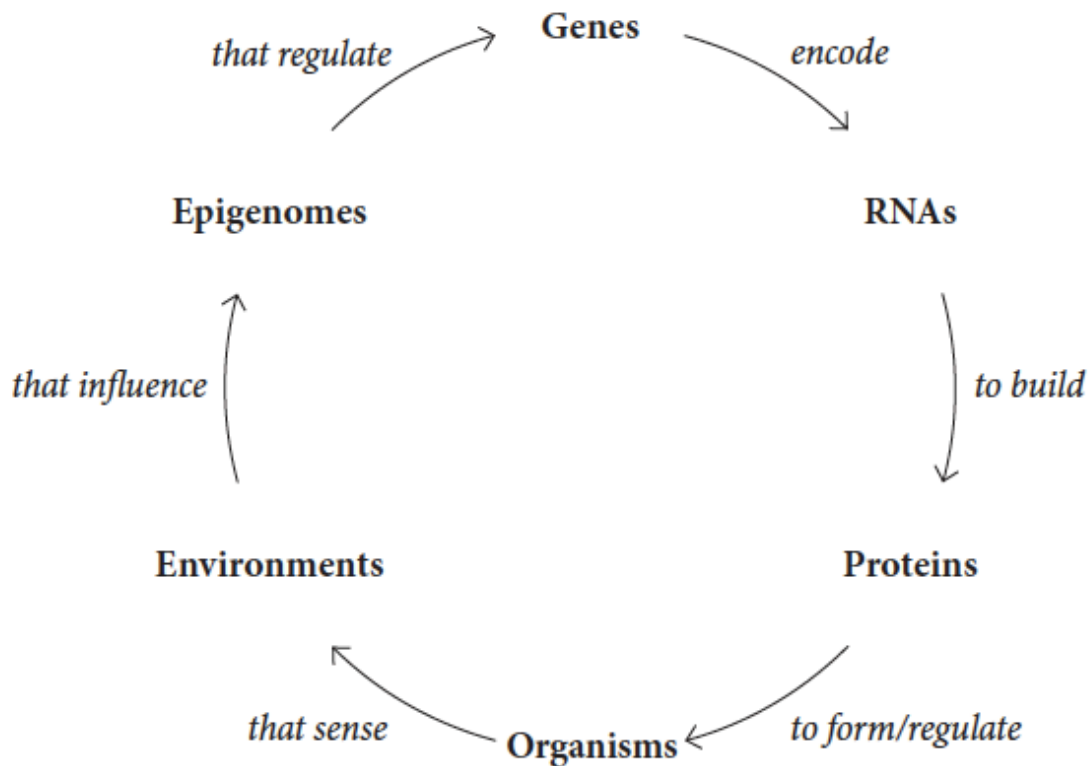 Genes
encode
RNAs
to build
Proteins
to form/regulate
Organisms
that sense
Environments
that influence
Epigenomes
that regulate